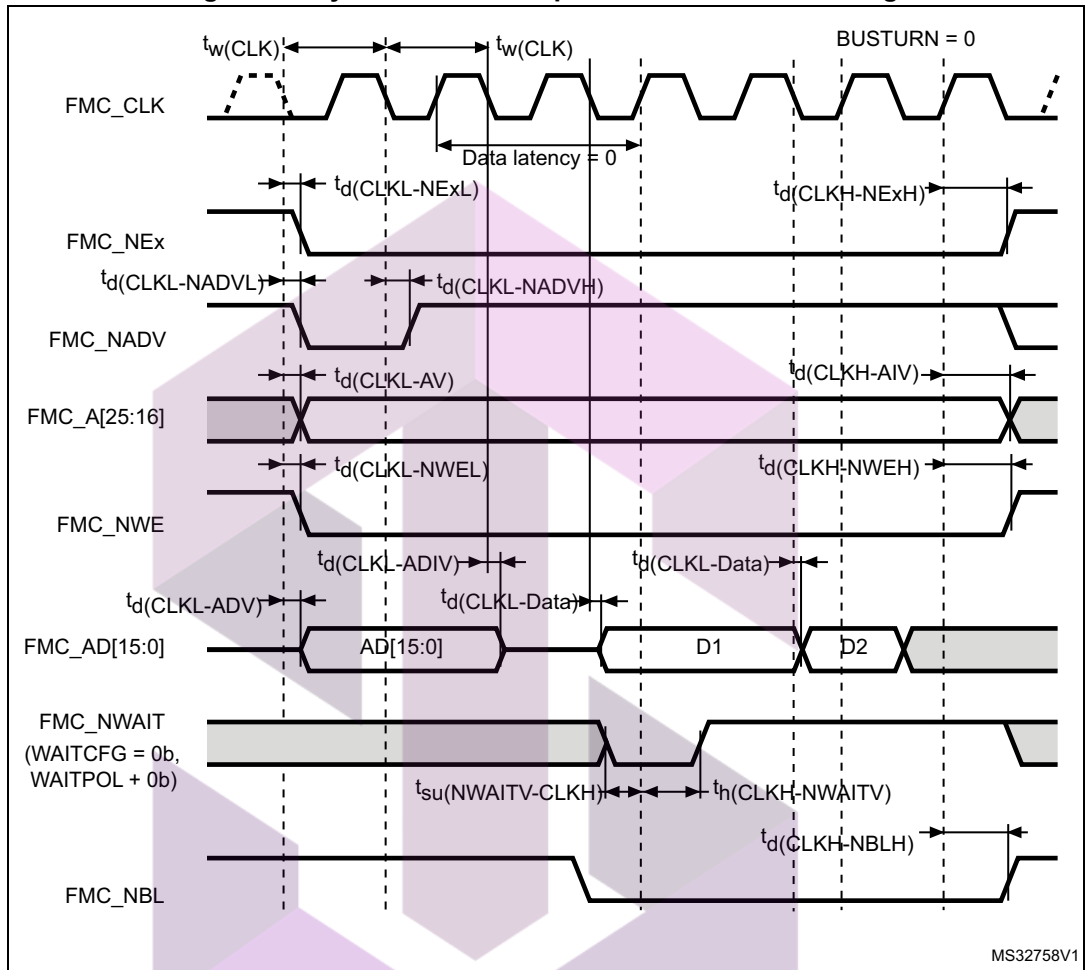 tw(CLK) tw(CLK) BUSTURN = 0
FMC_CLK
Data latency = 0
td(CLKL-NExL) td(CLKH-NExH)
FMC_NEx
td(CLKL-NADVL) td(CLKL-NADVH)
FMC_NADV
td(CLKL-AV) td(CLKH-AIV)
FMC_A[25:16]
td(CLKL-NWEL) td(CLKH-NWEH)
FMC_NWE
td(CLKL-ADIV) td(CLKL-Data)
td(CLKL-ADV) td(CLKL-Data)
FMC_AD[15:0] AD[15:0] D1 D2
FMC_NWAIT
(WAITCFG = 0b,
WAITPOL + 0b)
tsu(NWAITV-CLKH) th(CLKH-NWAITV)
td(CLKH-NBLH)
FMC_NBL
MS32758V1